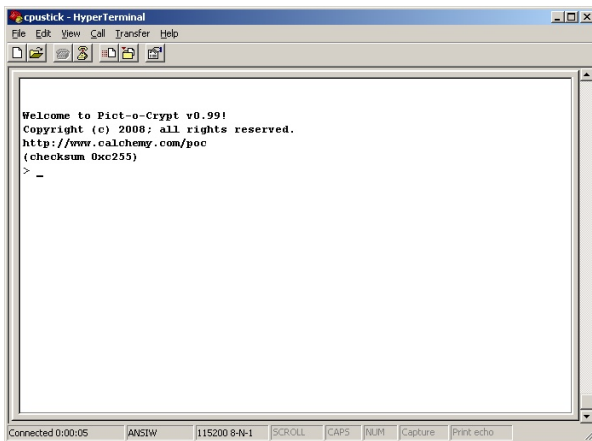 cpustick - HyperTerminal
File Edit View Call Transfer Help
Welcome to Pict-o-Crypt v0.99!
Copyright (c) 2008; all rights reserved.
http://www.calchemy.com/poc
(checksum 0xc255)
> _
Connected 0:00:05 ANSIW 115200 8-N-1 SCROLL CAPS NUM Capture Print echo